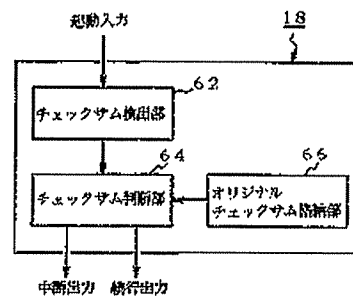 起動入力
18
62
チェックサム検出部
64
チェックサム判断部
66
オリジナル
チェックサム格納部
中断出力
続行出力